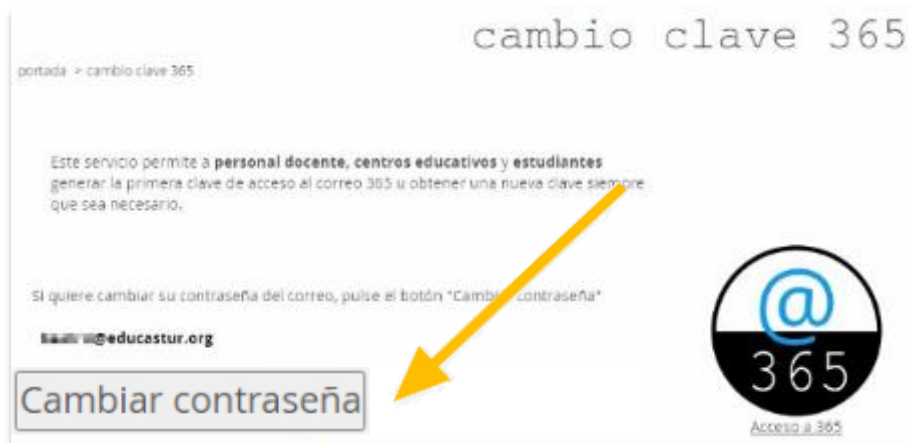 cambio clave 365
portada > cambio clave 365
Este servicio permite a personal docente, centros educativos y estudiantes
generar la primera clave de acceso al correo 365 u obtener una nueva clave siempre
que sea necesario.
Si quiere cambiar su contraseña del correo, pulse el botón "Cambiar contraseña"
@educastur.org
Cambiar contraseña
@
365
Acceso a 365